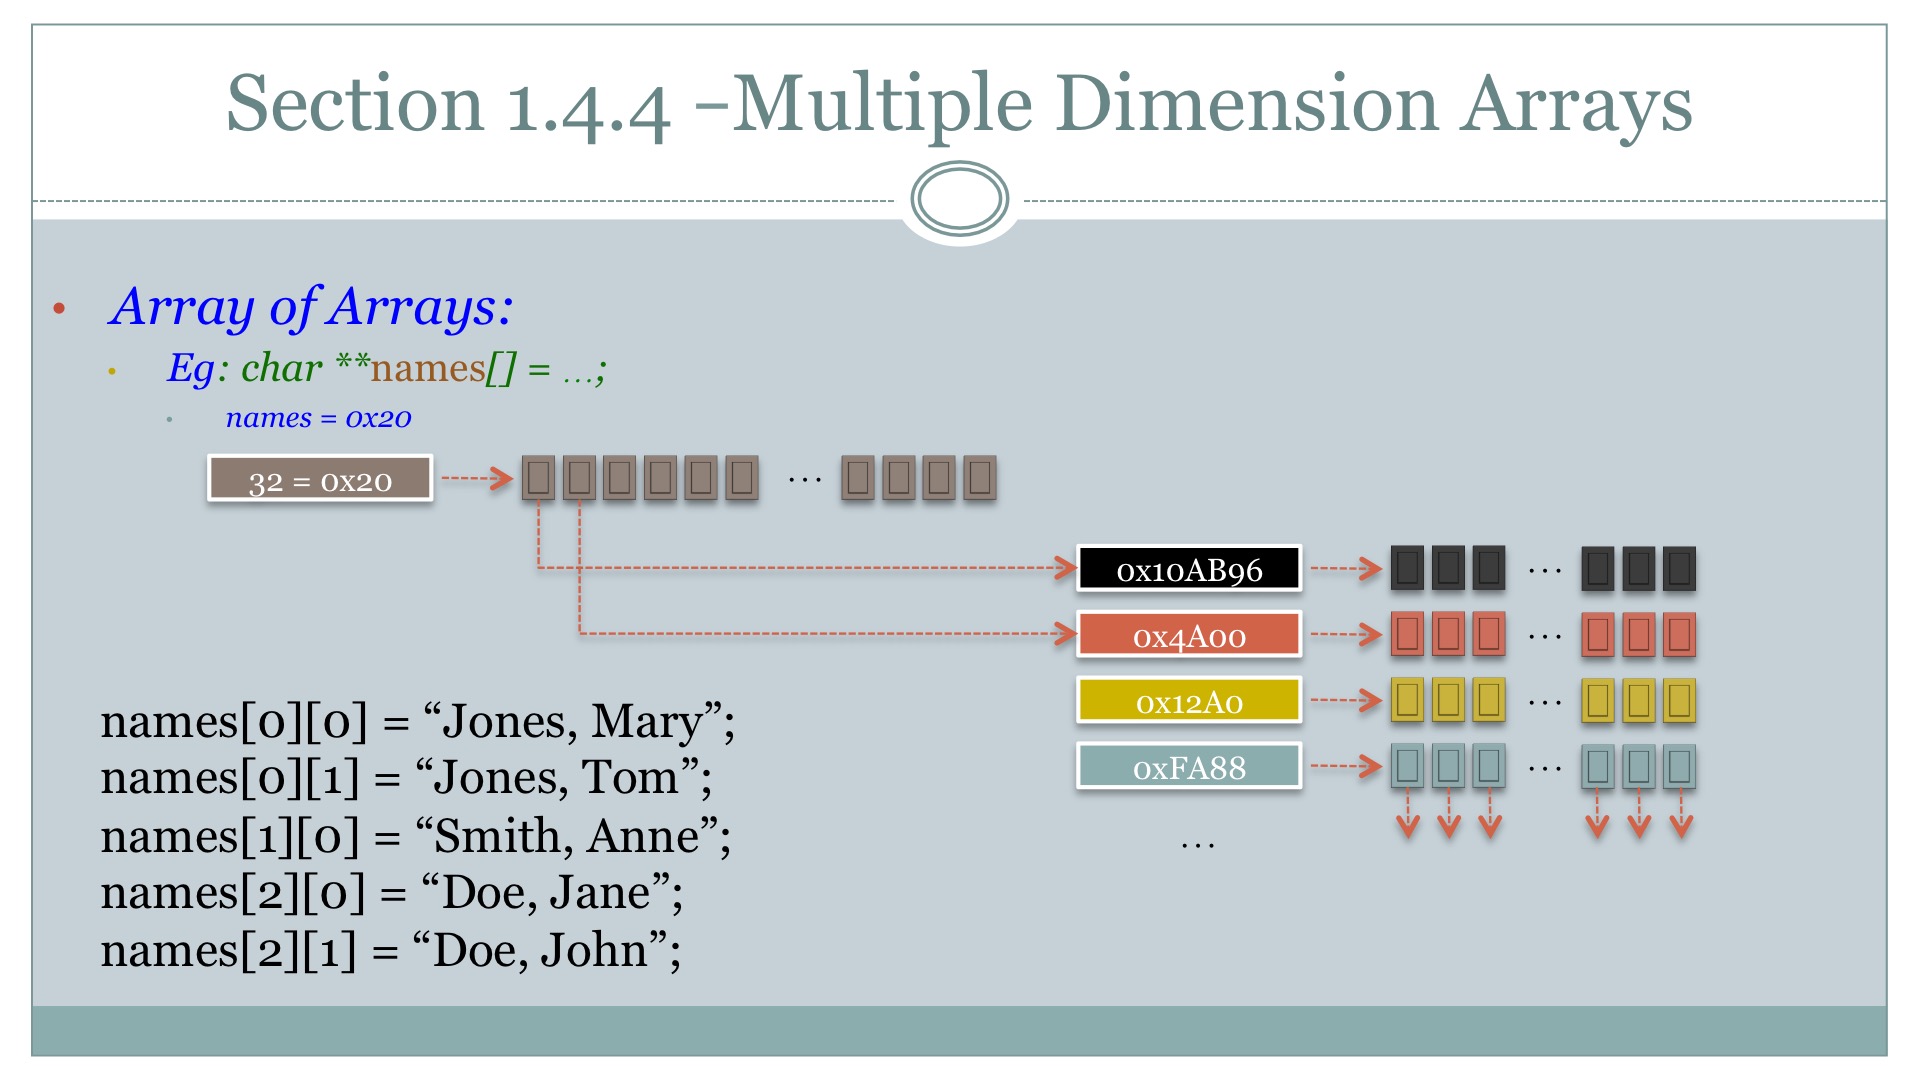 Section 1.4.4 –Multiple Dimension Arrays
• Array of Arrays:
• Eg: char **names[] = …;
• names = 0x20
32 = 0x20
…
0x10AB96
…
0x4A00
…
0x12A0
…
0xFA88
…
…
names[0][0] = “Jones, Mary”;
names[0][1] = “Jones, Tom”;
names[1][0] = “Smith, Anne”;
names[2][0] = “Doe, Jane”;
names[2][1] = “Doe, John”;